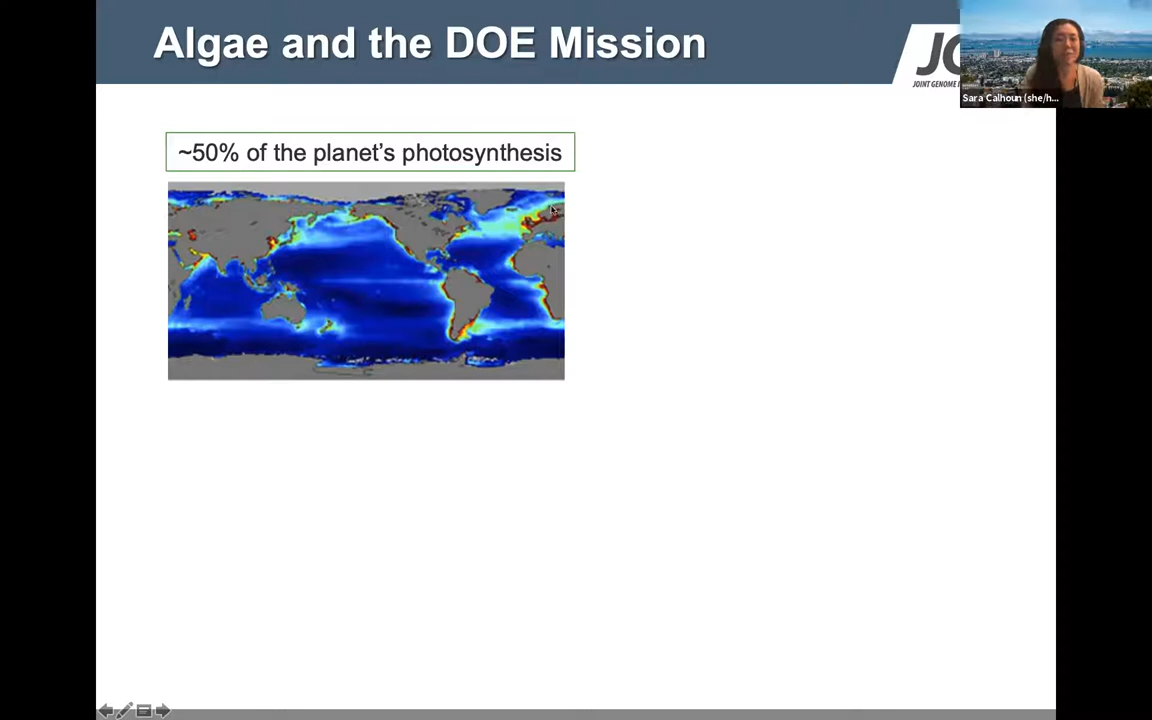 Algae and the DOE Mission
JOINT GENOME
Sara Calhoun (she/h...
~50% of the planet's photosynthesis